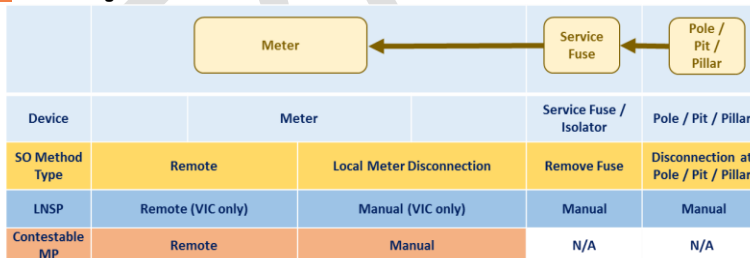 Meter
Service
Fuse
Pole /
Pit /
Pillar
Device
Meter
Service Fuse /
Isolator
Pole / Pit / Pillar
SO Method
Type
Remote
Local Meter Disconnection
Remove Fuse
Disconnection at
Pole / Pit / Pillar
LNSP
Remote (VIC only)
Manual (VIC only)
Manual
Manual
Contestable
MP
Remote
Manual
N/A
N/A